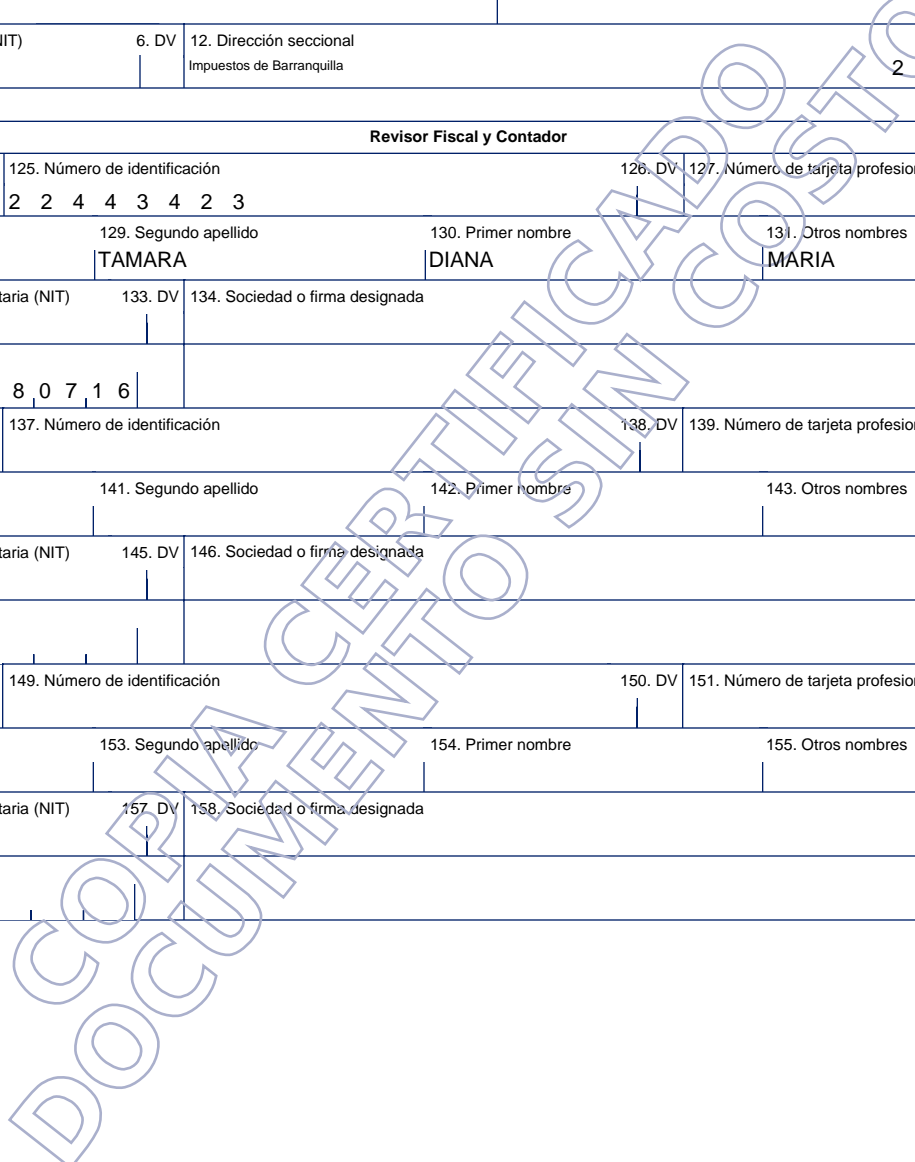 IIT) 6. DV 12. Dirección seccional
Impuestos de Barranquilla 2
Revisor Fiscal y Contador
125. Número de identificación 126. DV 127. Número de tarjeta profesion
2 2 4 4 3 4 2 3
129. Segundo apellido 130. Primer nombre 131. Otros nombres
TAMARA DIANA MARIA
taria (NIT) 133. DV 134. Sociedad o firma designada
8 0 7 1 6
137. Número de identificación 138. DV 139. Número de tarjeta profesion
141. Segundo apellido 142. Primer nombre 143. Otros nombres
taria (NIT) 145. DV 146. Sociedad o firma designada
149. Número de identificación 150. DV 151. Número de tarjeta profesion
153. Segundo apellido 154. Primer nombre 155. Otros nombres
taria (NIT) 157. DV 158. Sociedad o firma designada
COPIA CERTIFICADO
DOCUMENTO SIN COSTO